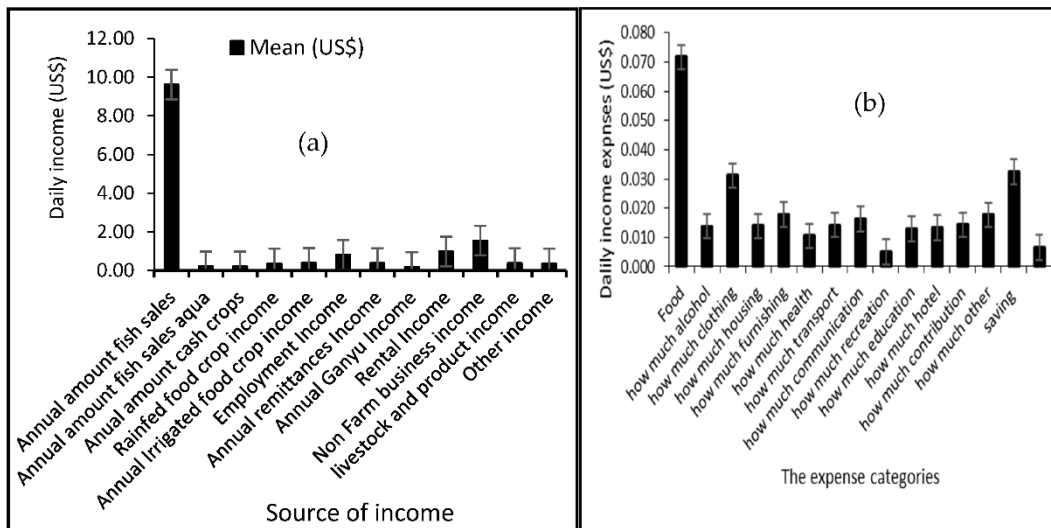 12.00
10.00
8.00
6.00
4.00
2.00
0.00
Daily income (US$)
Mean (US$)
(a)
Annual amount fish sales
Annual amount fish sales aqua
Anual amount cash crops
Rainfed food crop income
Annual Irrigated food crop income
Employment Income
Annual remittances Income
Annual Ganyu Income
Rental Income
Non Farm business income
livestock and product income
Other income
Source of income
0.080
0.070
0.060
0.050
0.040
0.030
0.020
0.010
0.000
Dalily income expnses (US$)
(b)
Food
how much alcohol
how much clothing
how much housing
how much furnishing
how much health
how much transport
how much communication
how much recreation
how much education
how much hotel
how much contribution
how much other
saving
The expense categories